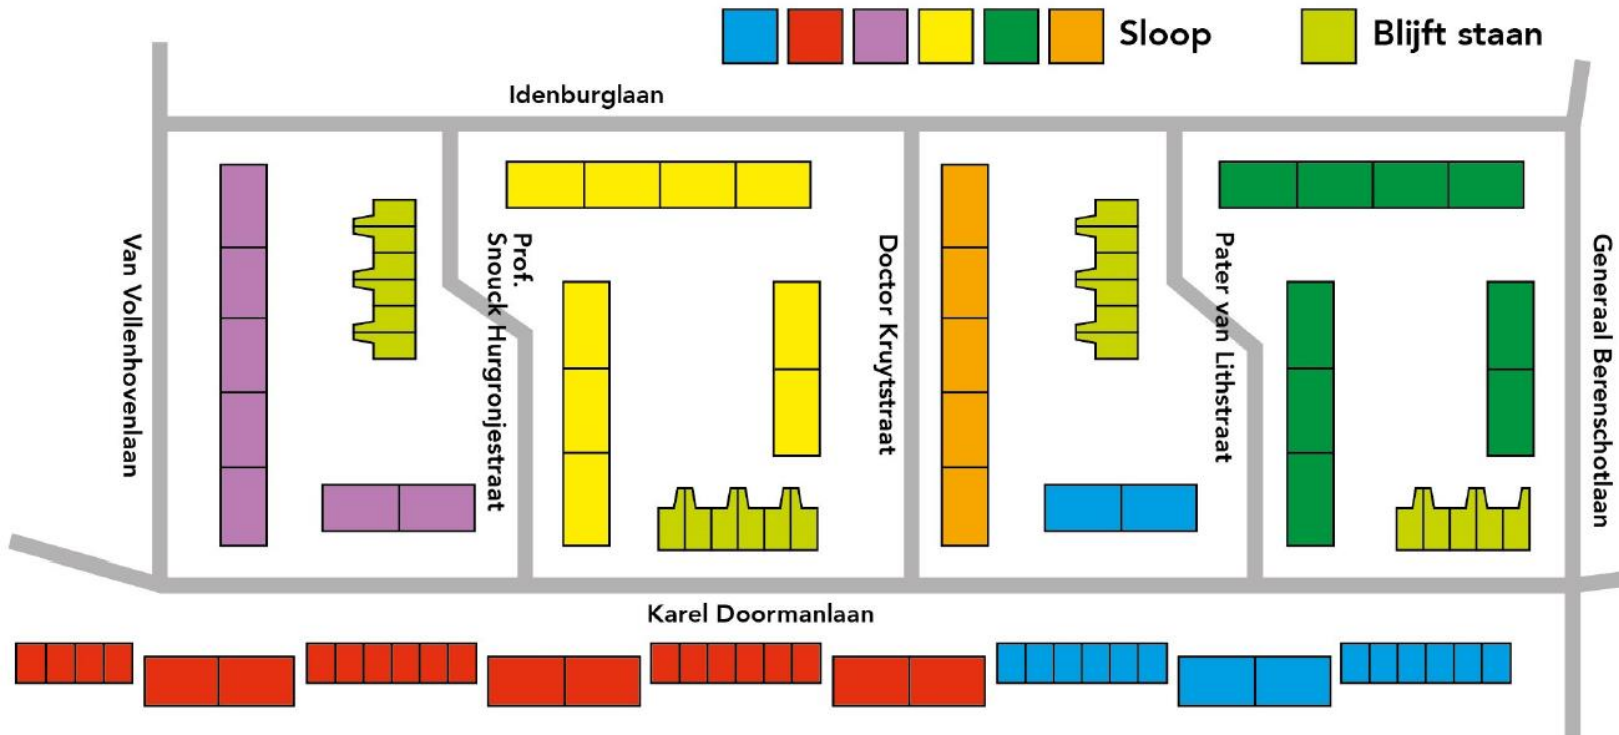 Sloop
Blijft staan
Idenburglaan
Van Vollenhovenlaan
Prof.
Snouck Hurgronjestraat
Doctor Kruytstraat
Pater van Lithstraat
Generaal Berenschotlaan
Karel Doormanlaan